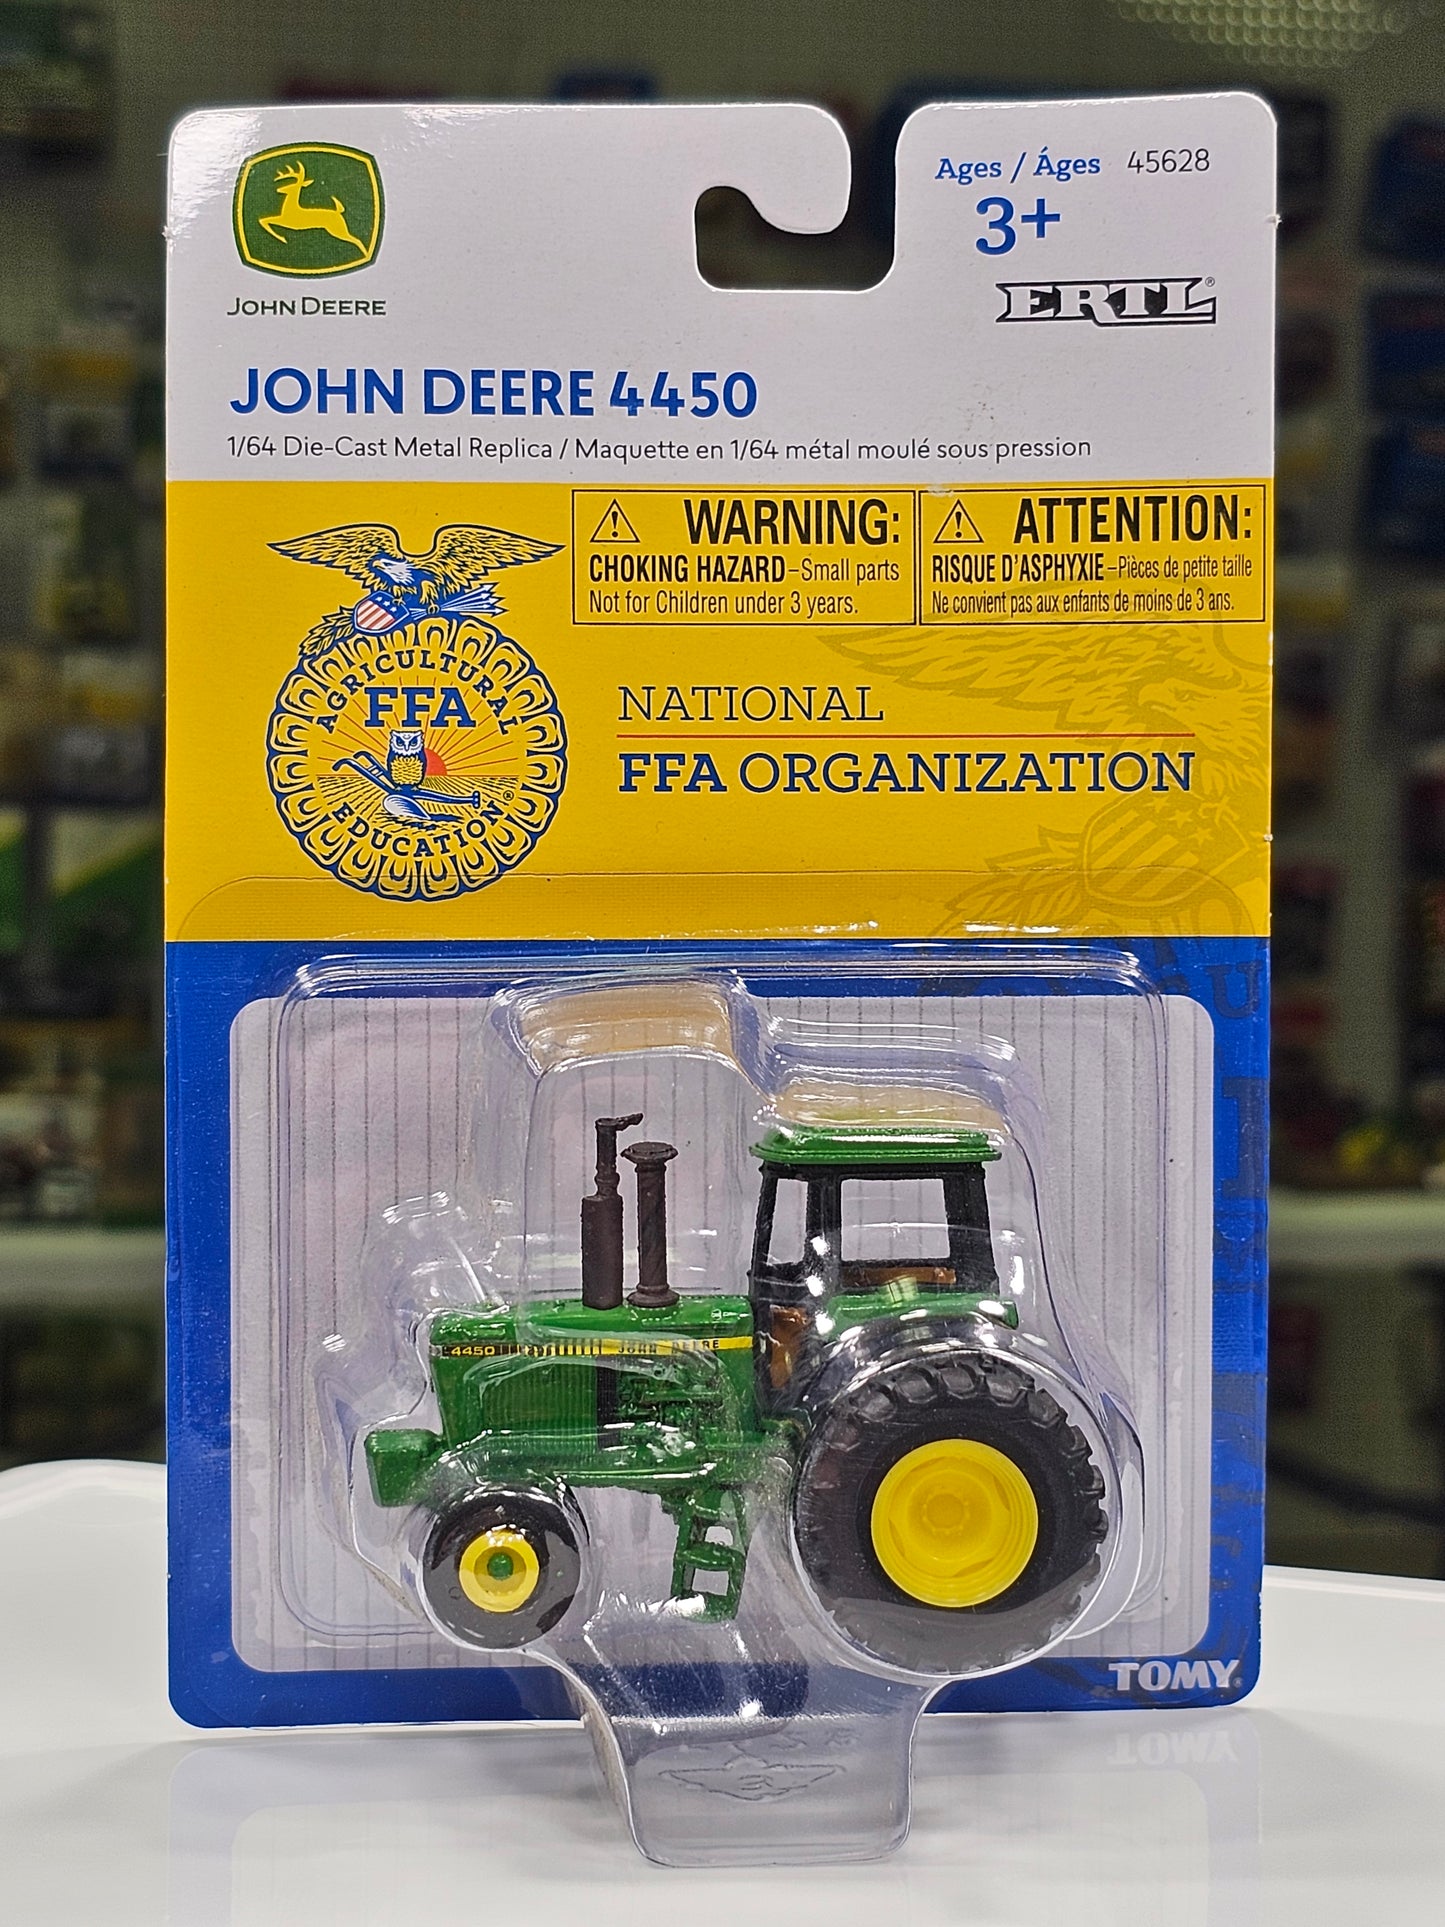 JOHN DEERE
Ages / Áges 45628
3+
ERTL®
JOHN DEERE 4450
1/64 Die-Cast Metal Replica / Maquette en 1/64 métal moulé sous pression
WARNING:
CHOKING HAZARD–Small parts
Not for Children under 3 years.
ATTENTION:
RISQUE D'ASPHYXIE–Pièces de petite taille
Ne convient pas aux enfants de moins de 3 ans.
AGRICULTURAL
FFA
EDUCATION®
NATIONAL
FFA ORGANIZATION
4450
JOHN DEERE
TOMY